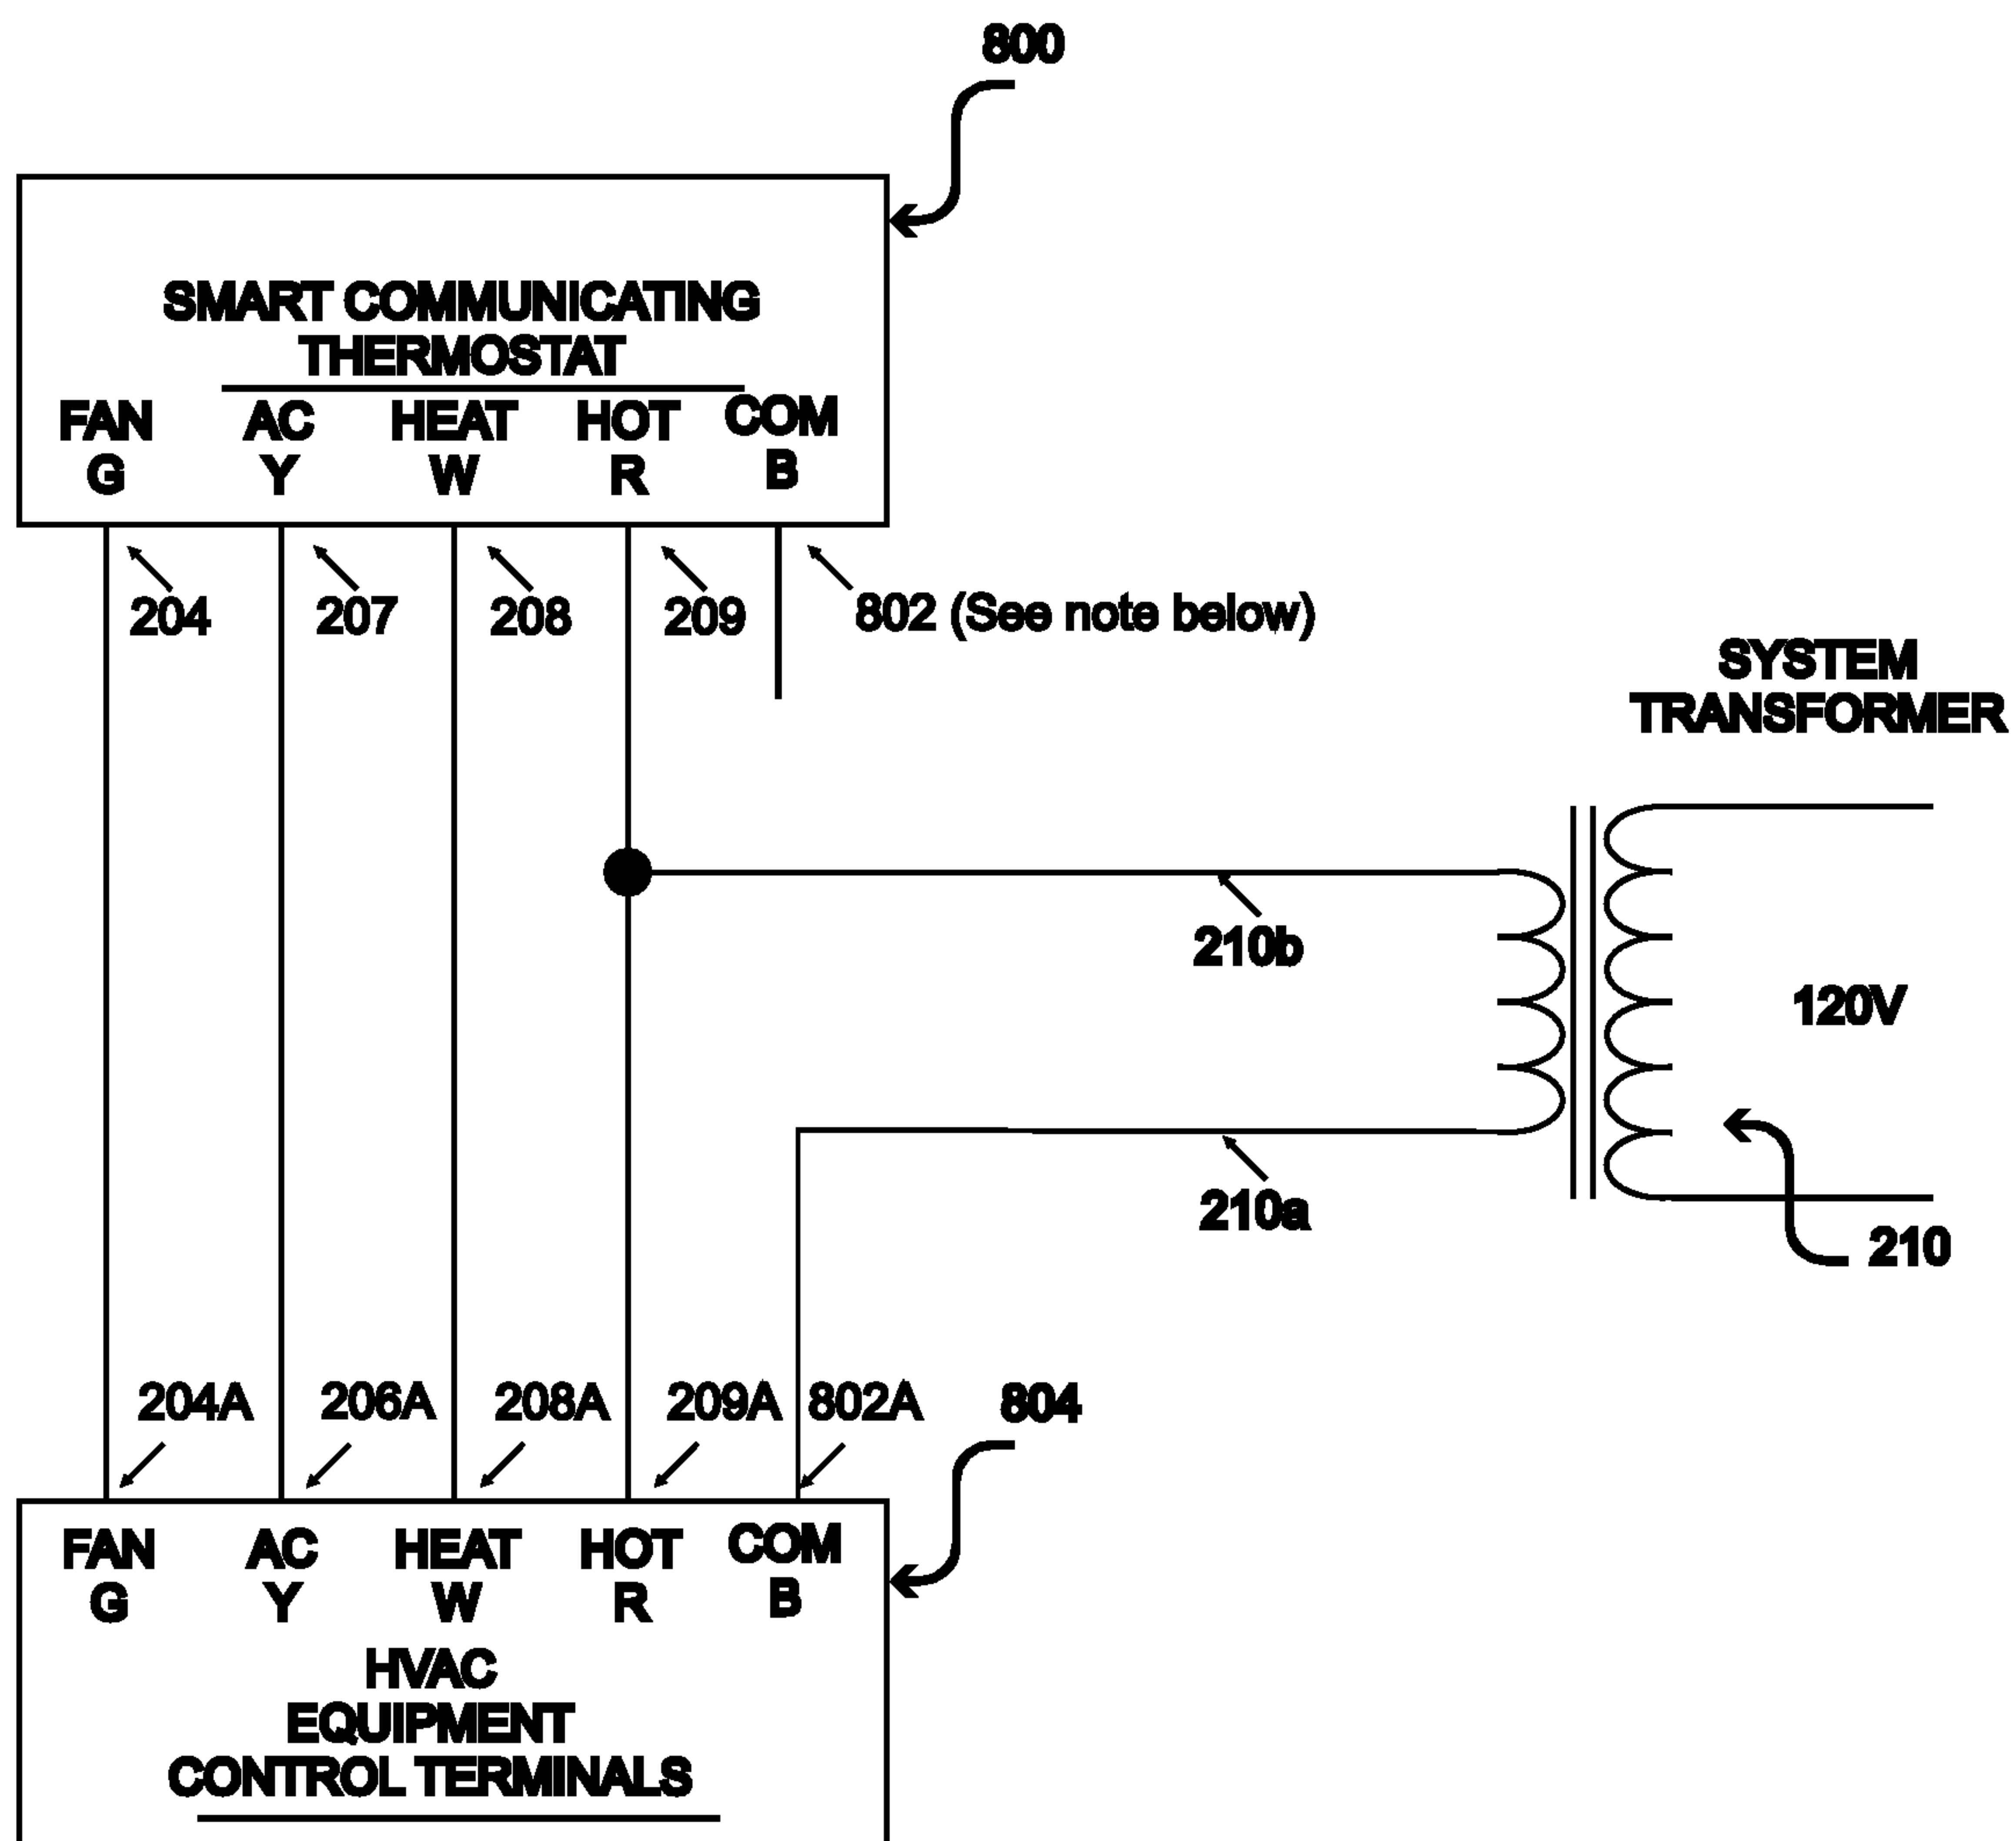 800
SMART COMMUNICATING
THERMOSTAT
FAN AC HEAT HOT COM
G Y W R B
204 207 208 209 802 (See note below)
SYSTEM
TRANSFORMER
210b
120V
210a
210
204A 206A 208A 209A 802A 804
FAN AC HEAT HOT COM
G Y W R B
HVAC
EQUIPMENT
CONTROL TERMINALS